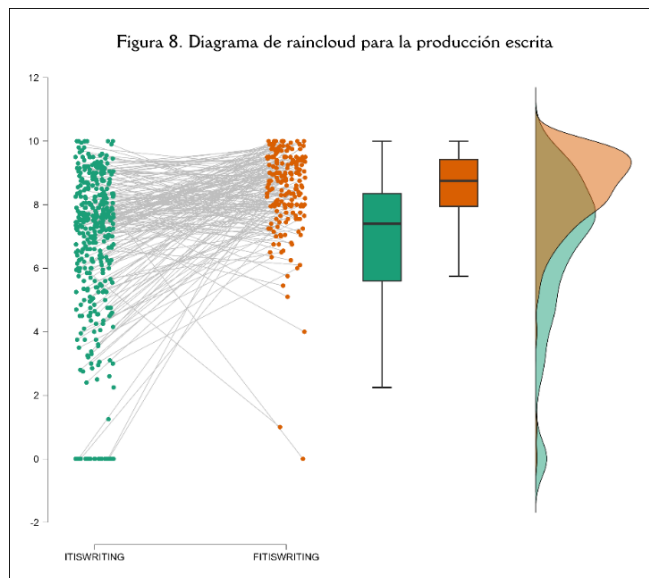 Figura 8. Diagrama de raincloud para la producción escrita
12
10
8
6
4
2
0
-2
ITISWRITING
FITISWRITING